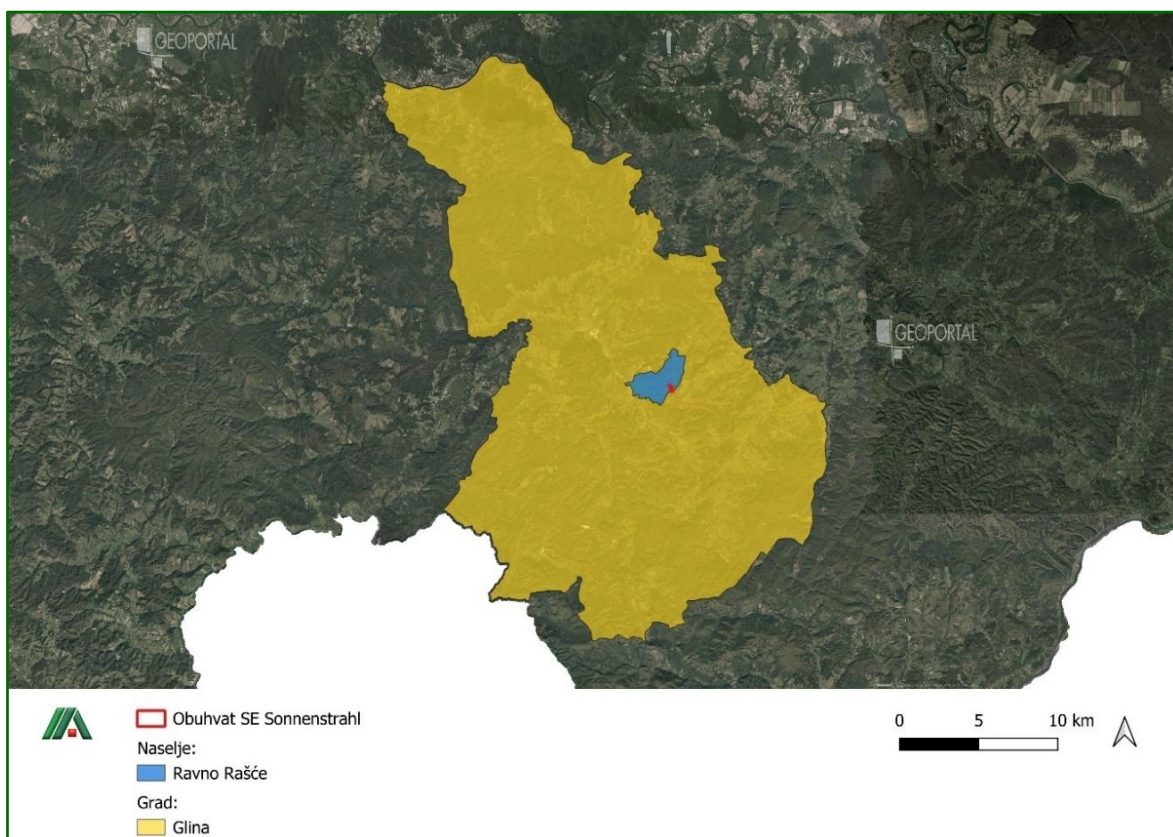 GEOPORTAL
GEOPORTAL
Obuhvat SE Sonnenstrahl
Naselje:
Ravno Rašće
Grad:
Glina
0 5 10 km